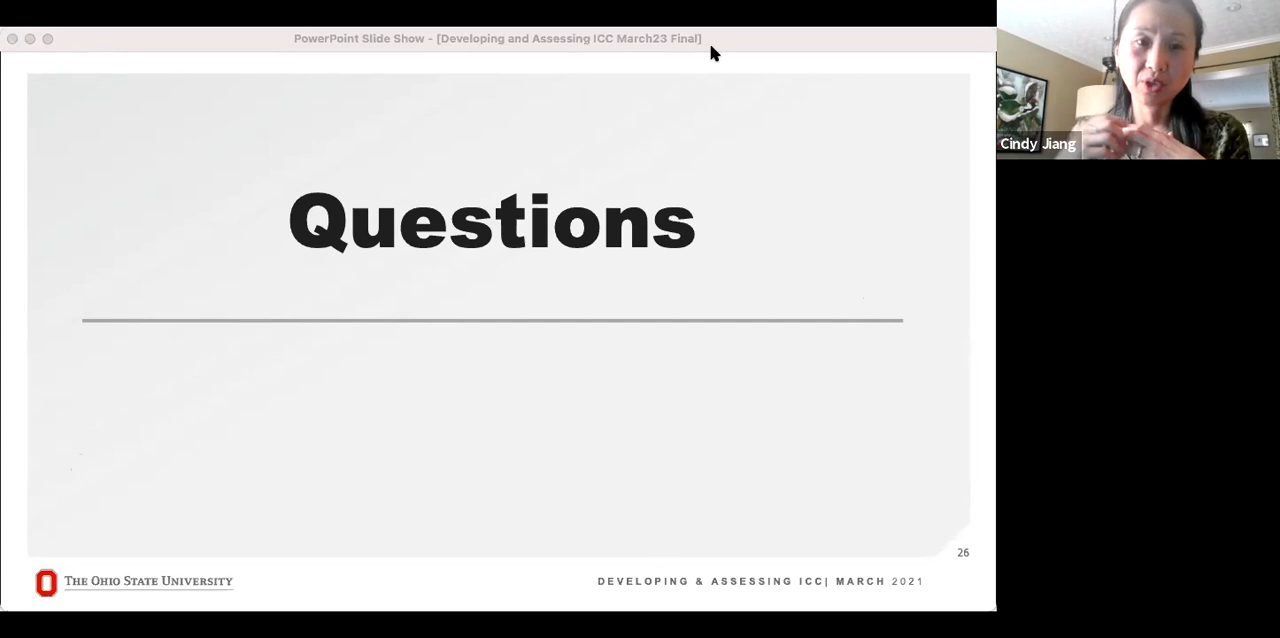 PowerPoint Slide Show - [Developing and Assessing ICC March23 Final]
Cindy Jiang
Questions
26
THE OHIO STATE UNIVERSITY
DEVELOPING & ASSESSING ICC| MARCH 2021